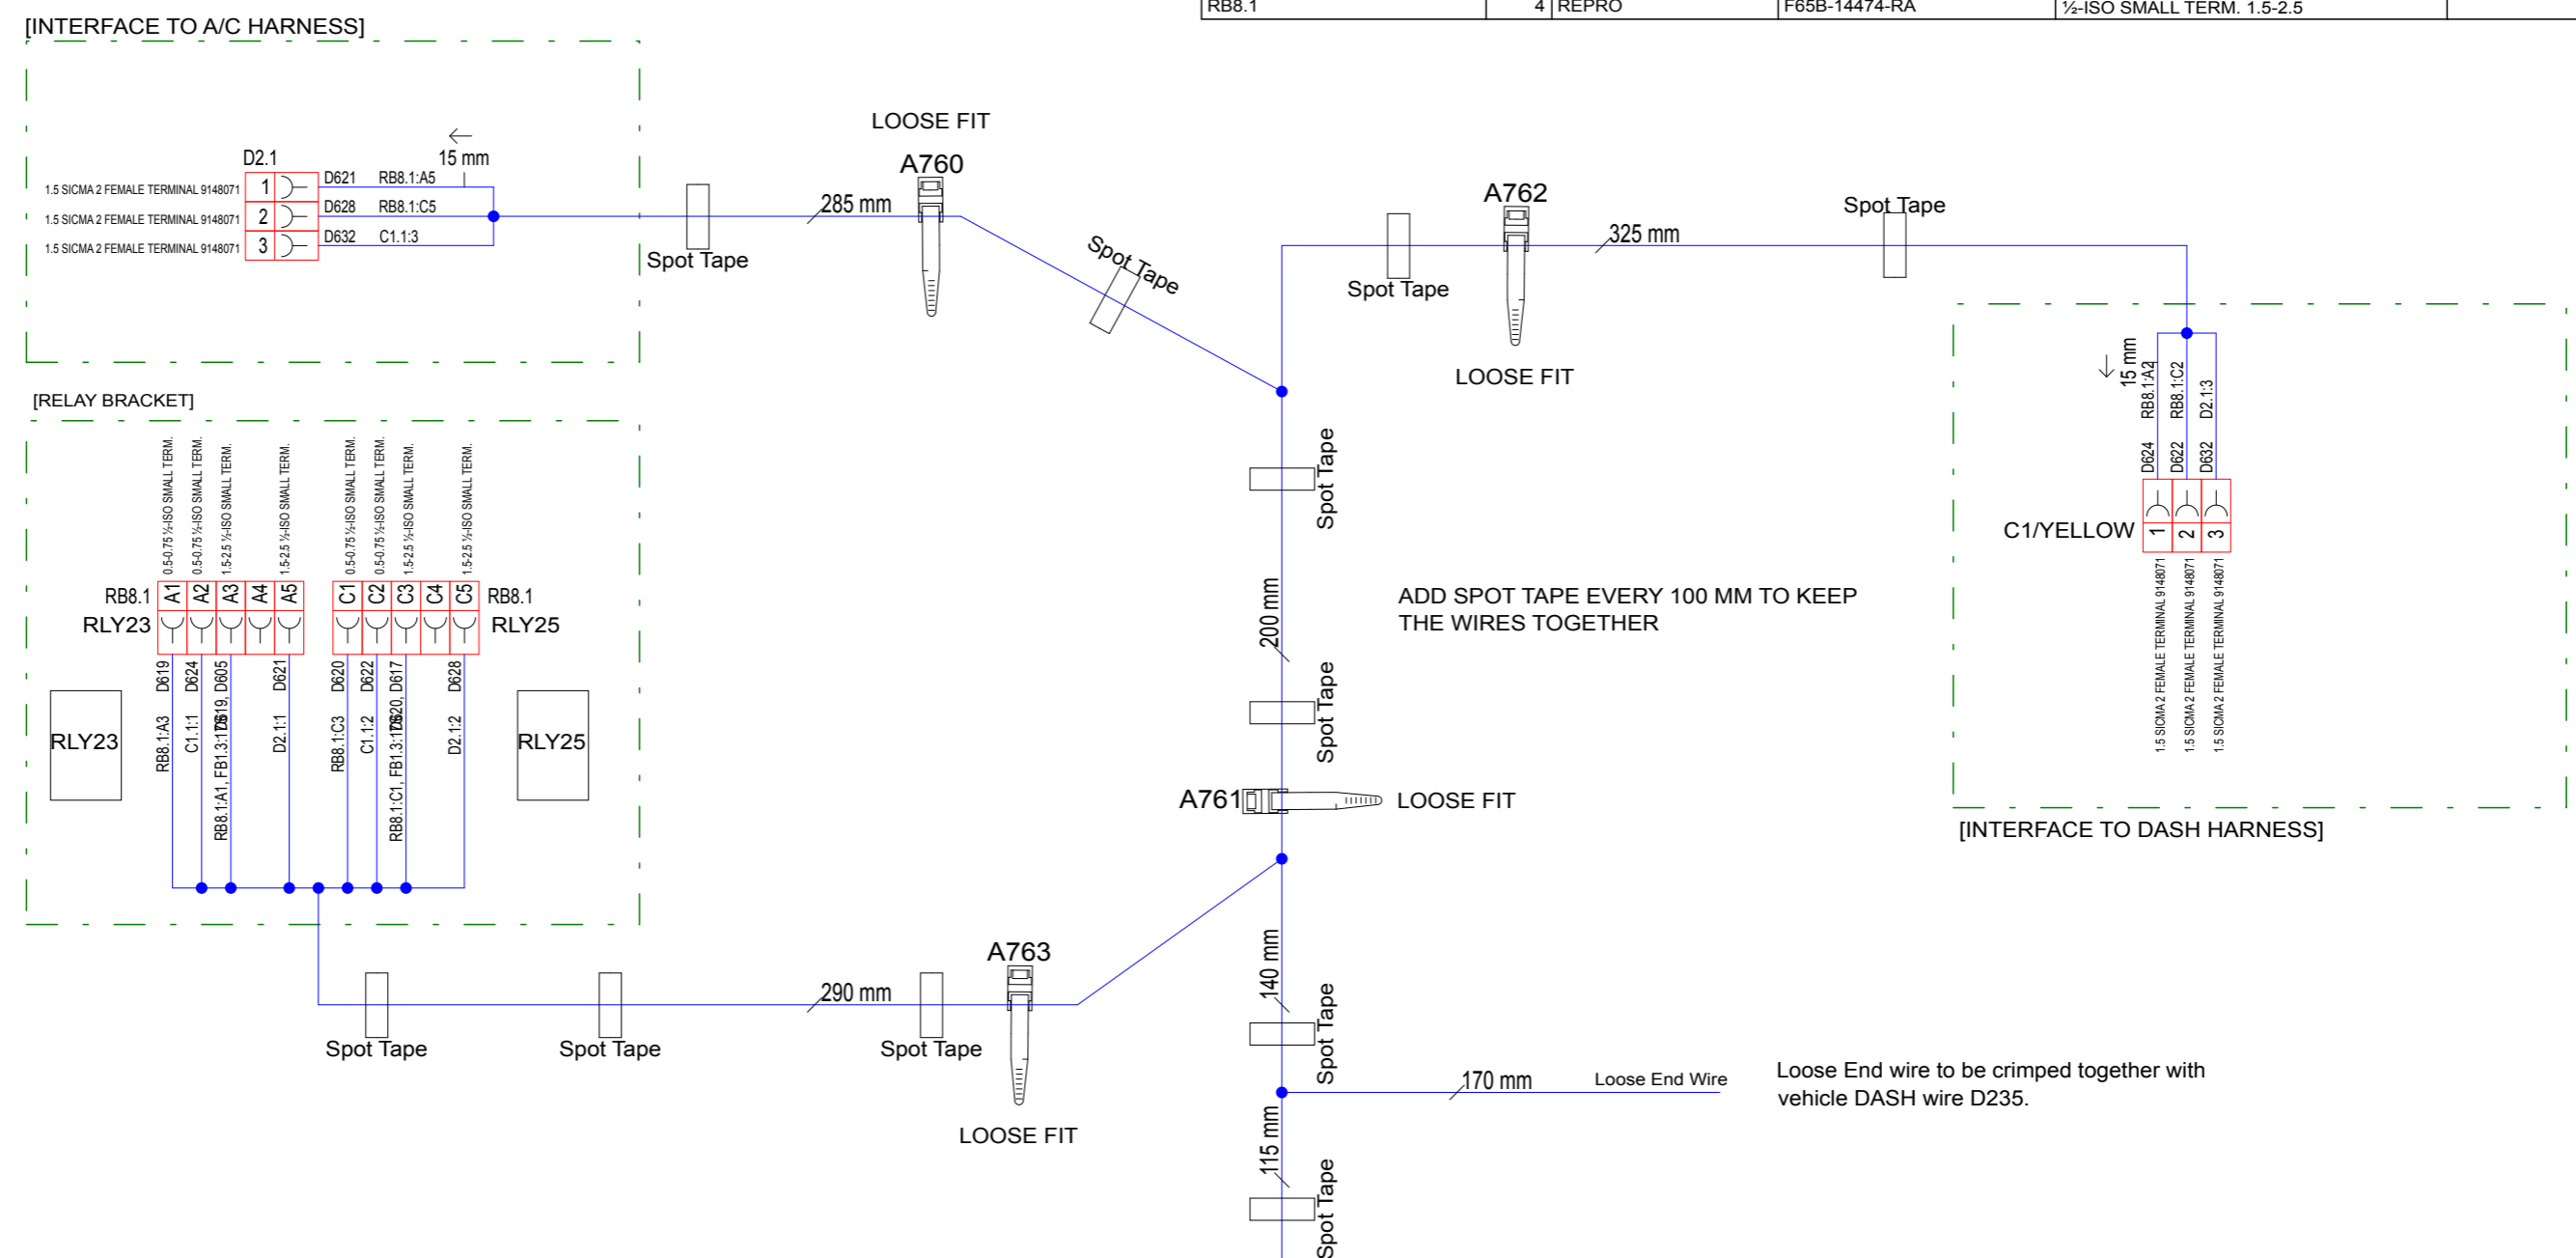 RB8.1 4 REPRO F65B-14474-RA ½-ISO SMALL TERM. 1.5-2.5
[INTERFACE TO A/C HARNESS]
D2.1
15 mm
1.5 SICMA 2 FEMALE TERMINAL 9148071 1 D621 RB8.1:A5
1.5 SICMA 2 FEMALE TERMINAL 9148071 2 D628 RB8.1:C5
1.5 SICMA 2 FEMALE TERMINAL 9148071 3 D632 C1.1:3
Spot Tape
285 mm
LOOSE FIT
A760
Spot Tape
A762
325 mm
Spot Tape
Spot Tape
LOOSE FIT
15 mm
RB8.1:A2
RB8.1:C2
D2.1:3
D624
D622
D632
C1/YELLOW
1
2
3
1.5 SICMA 2 FEMALE TERMINAL 9148071
1.5 SICMA 2 FEMALE TERMINAL 9148071
1.5 SICMA 2 FEMALE TERMINAL 9148071
[INTERFACE TO DASH HARNESS]
[RELAY BRACKET]
0.5-0.75 ½-ISO SMALL TERM.
0.5-0.75 ½-ISO SMALL TERM.
1.5-2.5 ½-ISO SMALL TERM.
1.5-2.5 ½-ISO SMALL TERM.
0.5-0.75 ½-ISO SMALL TERM.
0.5-0.75 ½-ISO SMALL TERM.
1.5-2.5 ½-ISO SMALL TERM.
1.5-2.5 ½-ISO SMALL TERM.
RB8.1 A1 A2 A3 A4 A5 C1 C2 C3 C4 C5 RB8.1
RLY23 RLY25
D619
D624
D619, D605
D621
D620
D622
D620, D617
D628
RB8.1:A3
C1.1:1
RB8.1:A1, FB1.3:
D2.1:1
RB8.1:C3
C1.1:2
RB8.1:C1, FB1.3:
D2.1:2
RLY23
RLY25
Spot Tape
200 mm
Spot Tape
ADD SPOT TAPE EVERY 100 MM TO KEEP
THE WIRES TOGETHER
A761 LOOSE FIT
Spot Tape
Spot Tape
290 mm
Spot Tape
A763
LOOSE FIT
140 mm
Spot Tape
170 mm
Loose End Wire
Loose End wire to be crimped together with
vehicle DASH wire D235.
115 mm
Spot Tape